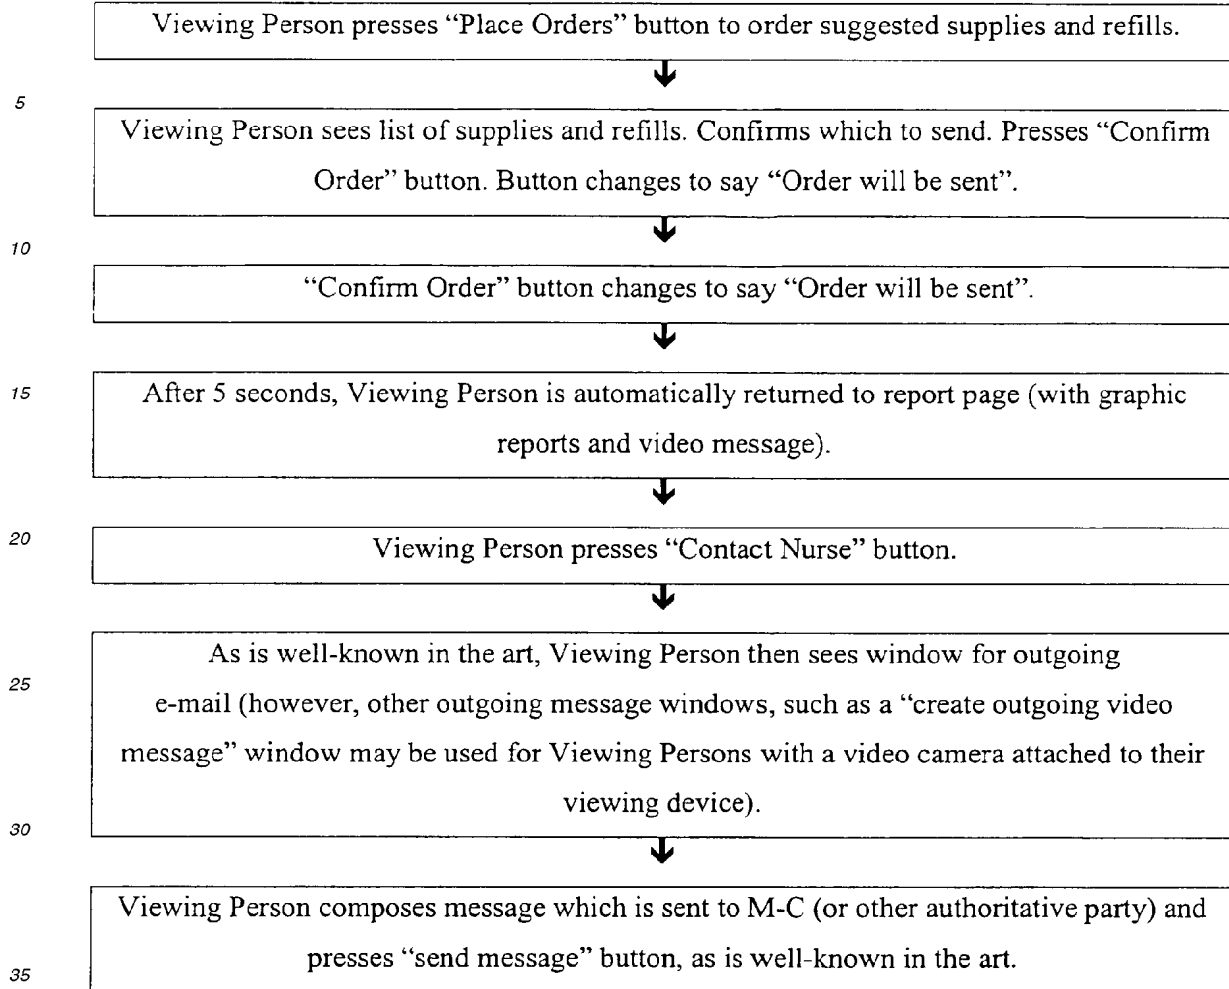 Viewing Person presses “Place Orders” button to order suggested supplies and refills.
5
Viewing Person sees list of supplies and refills. Confirms which to send. Presses “Confirm
Order” button. Button changes to say “Order will be sent”.
10
“Confirm Order” button changes to say “Order will be sent”.
15
After 5 seconds, Viewing Person is automatically returned to report page (with graphic
reports and video message).
20
Viewing Person presses “Contact Nurse” button.
As is well-known in the art, Viewing Person then sees window for outgoing
25
e-mail (however, other outgoing message windows, such as a “create outgoing video
message” window may be used for Viewing Persons with a video camera attached to their
viewing device).
30
Viewing Person composes message which is sent to M-C (or other authoritative party) and
presses “send message” button, as is well-known in the art.
35